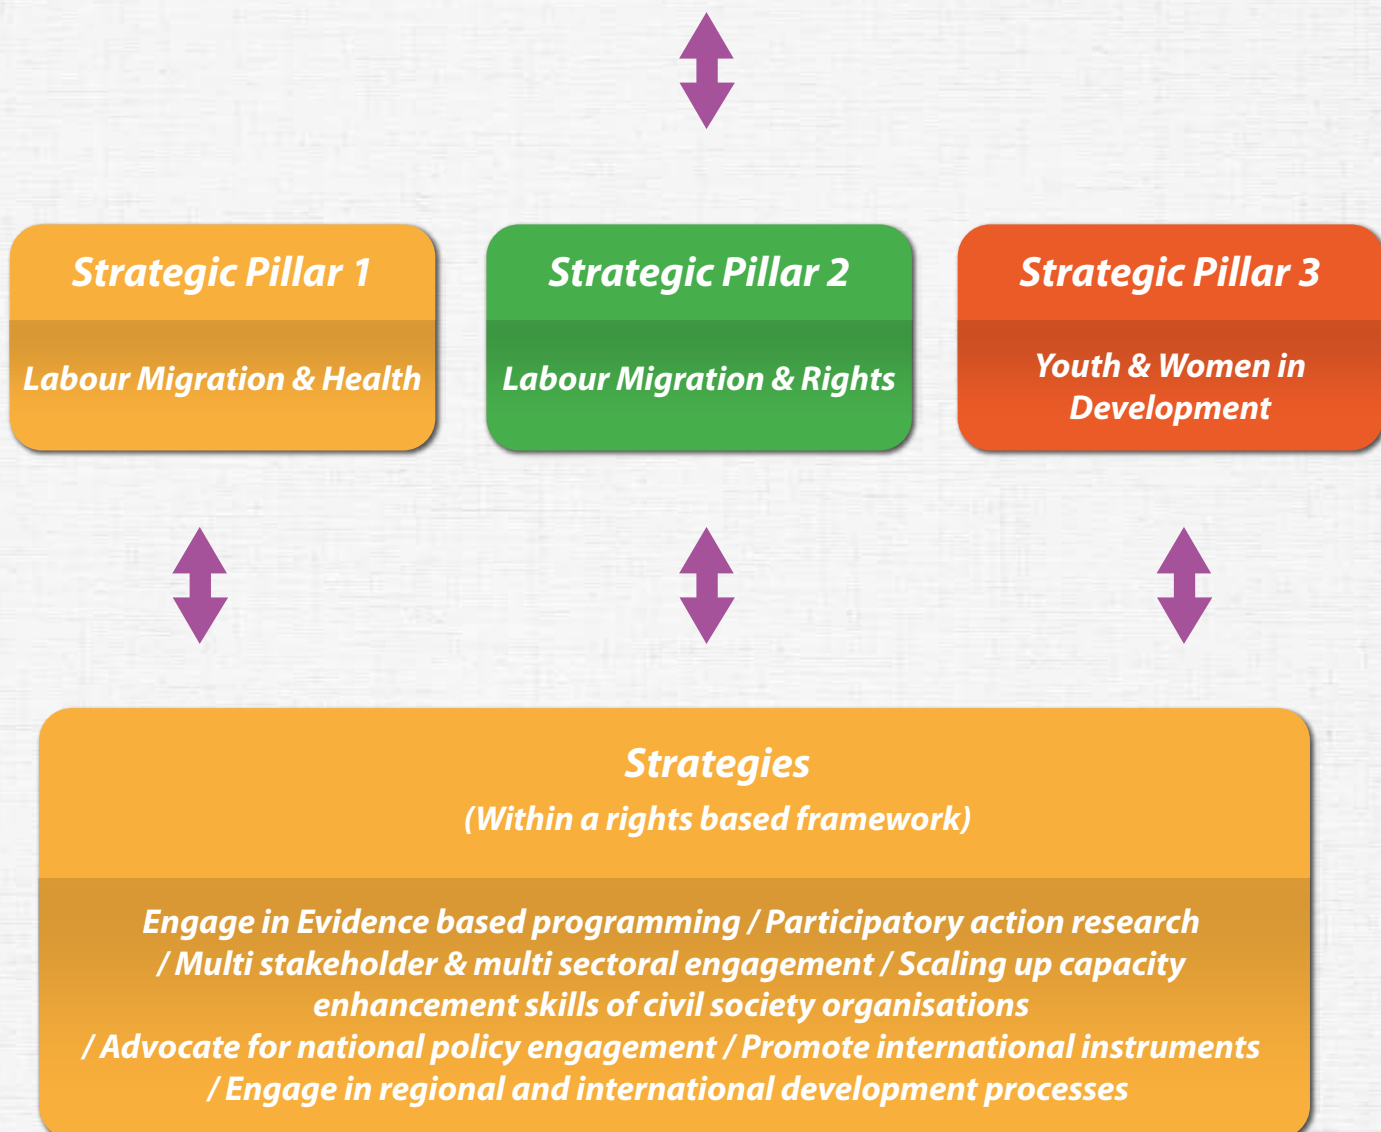 Strategic Pillar 1
Labour Migration & Health
Strategic Pillar 2
Labour Migration & Rights
Strategic Pillar 3
Youth & Women in
Development
Strategies
(Within a rights based framework)
Engage in Evidence based programming / Participatory action research
/ Multi stakeholder & multi sectoral engagement / Scaling up capacity
enhancement skills of civil society organisations
/ Advocate for national policy engagement / Promote international instruments
/ Engage in regional and international development processes